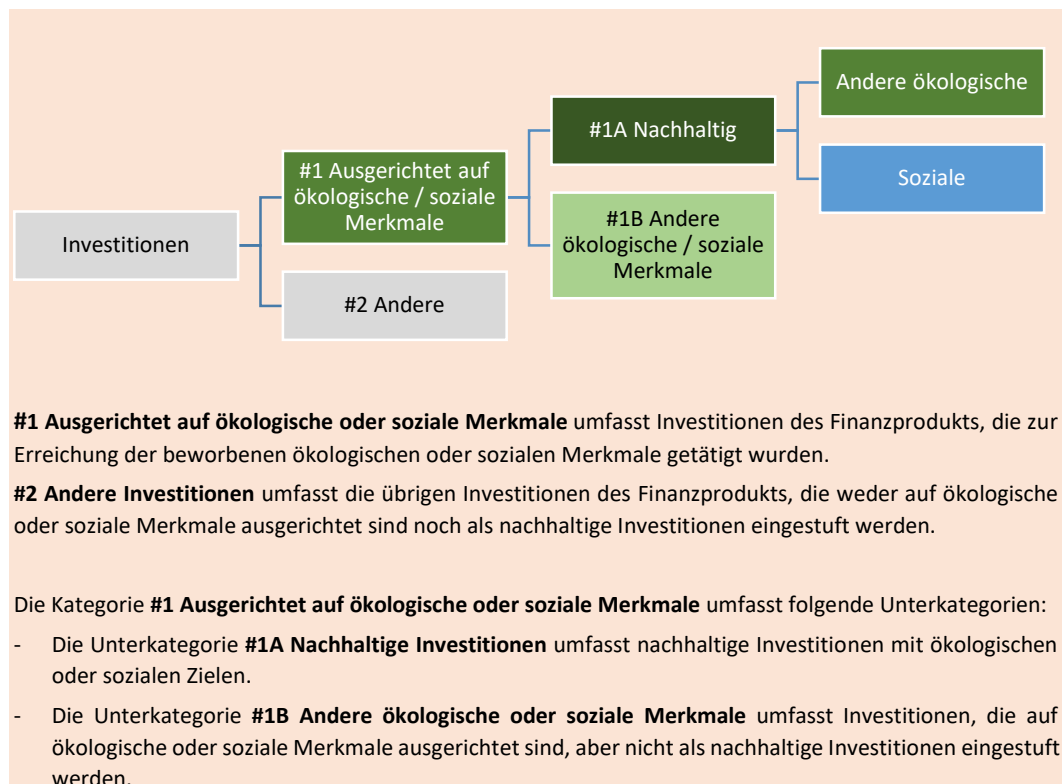 Andere ökologische
#1A Nachhaltig
#1 Ausgerichtet auf
ökologische / soziale
Merkmale
Soziale
#1B Andere
ökologische / soziale
Merkmale
Investitionen
#2 Andere
#1 Ausgerichtet auf ökologische oder soziale Merkmale umfasst Investitionen des Finanzprodukts, die zur
Erreichung der beworbenen ökologischen oder sozialen Merkmale getätigt wurden.
#2 Andere Investitionen umfasst die übrigen Investitionen des Finanzprodukts, die weder auf ökologische
oder soziale Merkmale ausgerichtet sind noch als nachhaltige Investitionen eingestuft werden.
Die Kategorie #1 Ausgerichtet auf ökologische oder soziale Merkmale umfasst folgende Unterkategorien:
- Die Unterkategorie #1A Nachhaltige Investitionen umfasst nachhaltige Investitionen mit ökologischen
oder sozialen Zielen.
- Die Unterkategorie #1B Andere ökologische oder soziale Merkmale umfasst Investitionen, die auf
ökologische oder soziale Merkmale ausgerichtet sind, aber nicht als nachhaltige Investitionen eingestuft
werden.